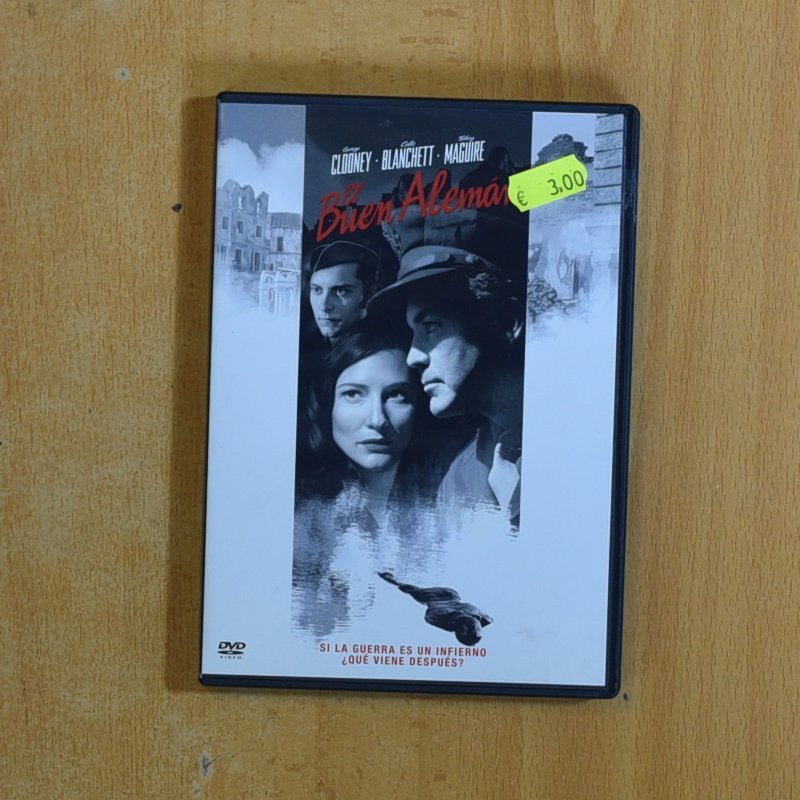 George Cate Tobey
CLOONEY · BLANCHETT · MAGUIRE
El
Buen Alemán
€ 3,00
SI LA GUERRA ES UN INFIERNO
¿QUÉ VIENE DESPUÉS?
DVD
VIDEO